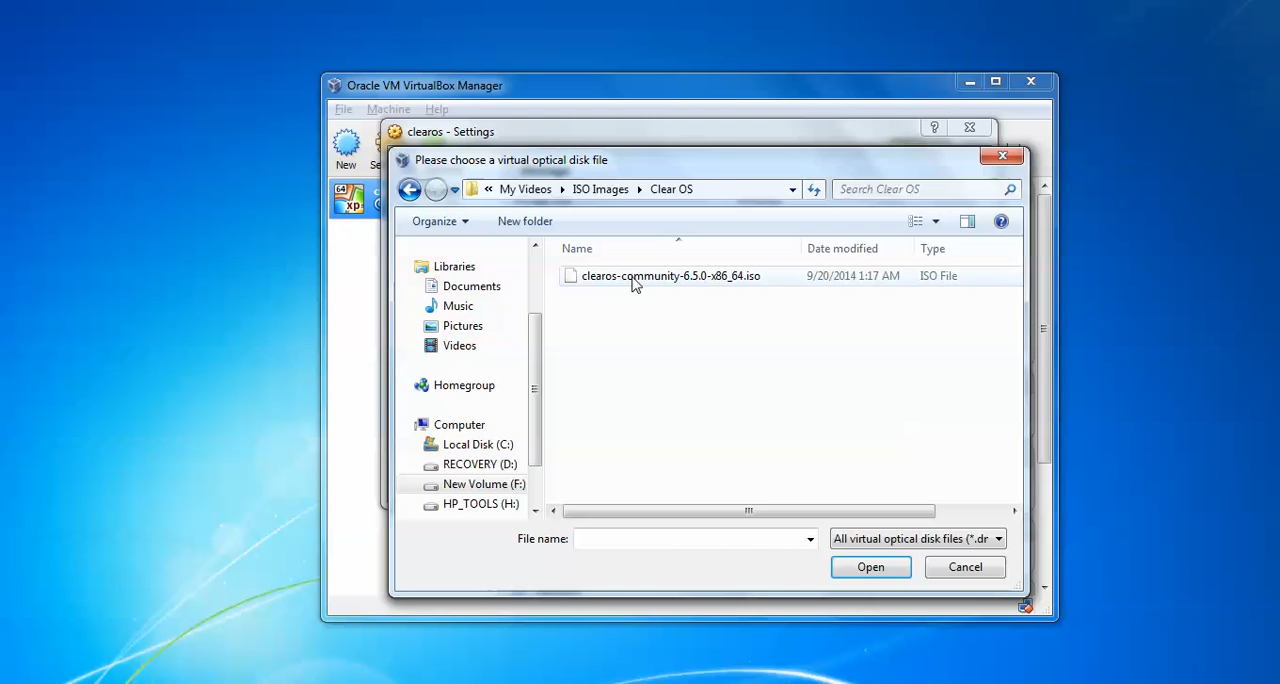 Oracle VM VirtualBox Manager
File Machine Help
clearos - Settings
New
64
xp
Please choose a virtual optical disk file
« My Videos ISO Images Clear OS Search Clear OS
Organize New folder
Name Date modified Type
clearos-community-6.5.0-x86_64.iso 9/20/2014 1:17 AM ISO File
Libraries
Documents
Music
Pictures
Videos
Homegroup
Computer
Local Disk (C:)
RECOVERY (D:)
New Volume (F:)
HP_TOOLS (H:)
File name: All virtual optical disk files (*.dr
Open Cancel